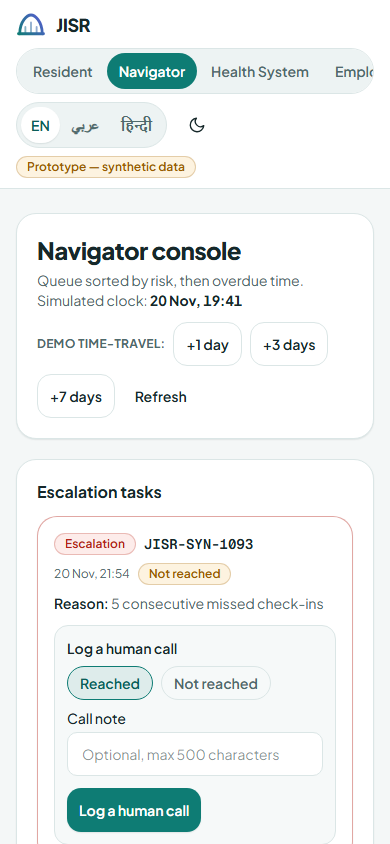 JISR
Resident Navigator Health System Emplo
EN عربي हिन्दी
Prototype — synthetic data
Navigator console
Queue sorted by risk, then overdue time.
Simulated clock: 20 Nov, 19:41
DEMO TIME-TRAVEL: +1 day +3 days
+7 days Refresh
Escalation tasks
Escalation JISR-SYN-1093
20 Nov, 21:54 Not reached
Reason: 5 consecutive missed check-ins
Log a human call
Reached Not reached
Call note
Optional, max 500 characters
Log a human call